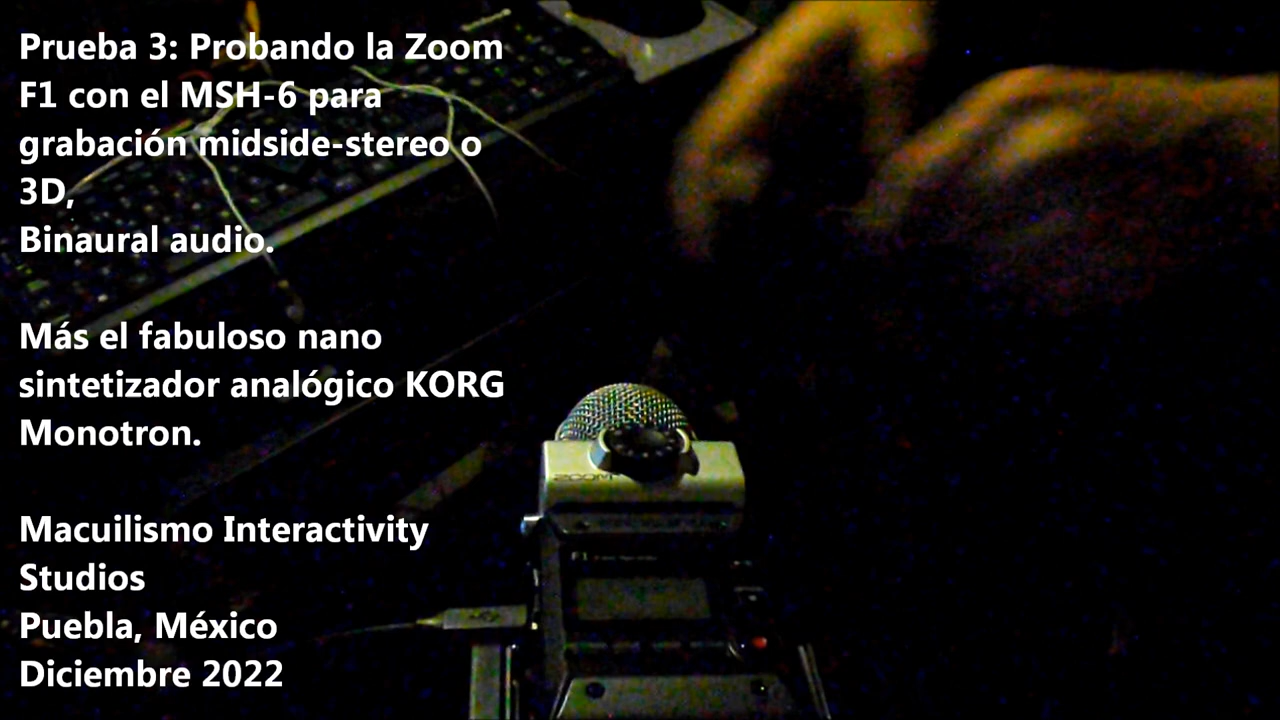 Prueba 3: Probando la Zoom
F1 con el MSH-6 para
grabación midside-stereo o
3D,
Binaural audio.
Más el fabuloso nano
sintetizador analógico KORG
Monotron.
Macuilismo Interactivity
Studios
Puebla, México
Diciembre 2022
ZOOM
F1